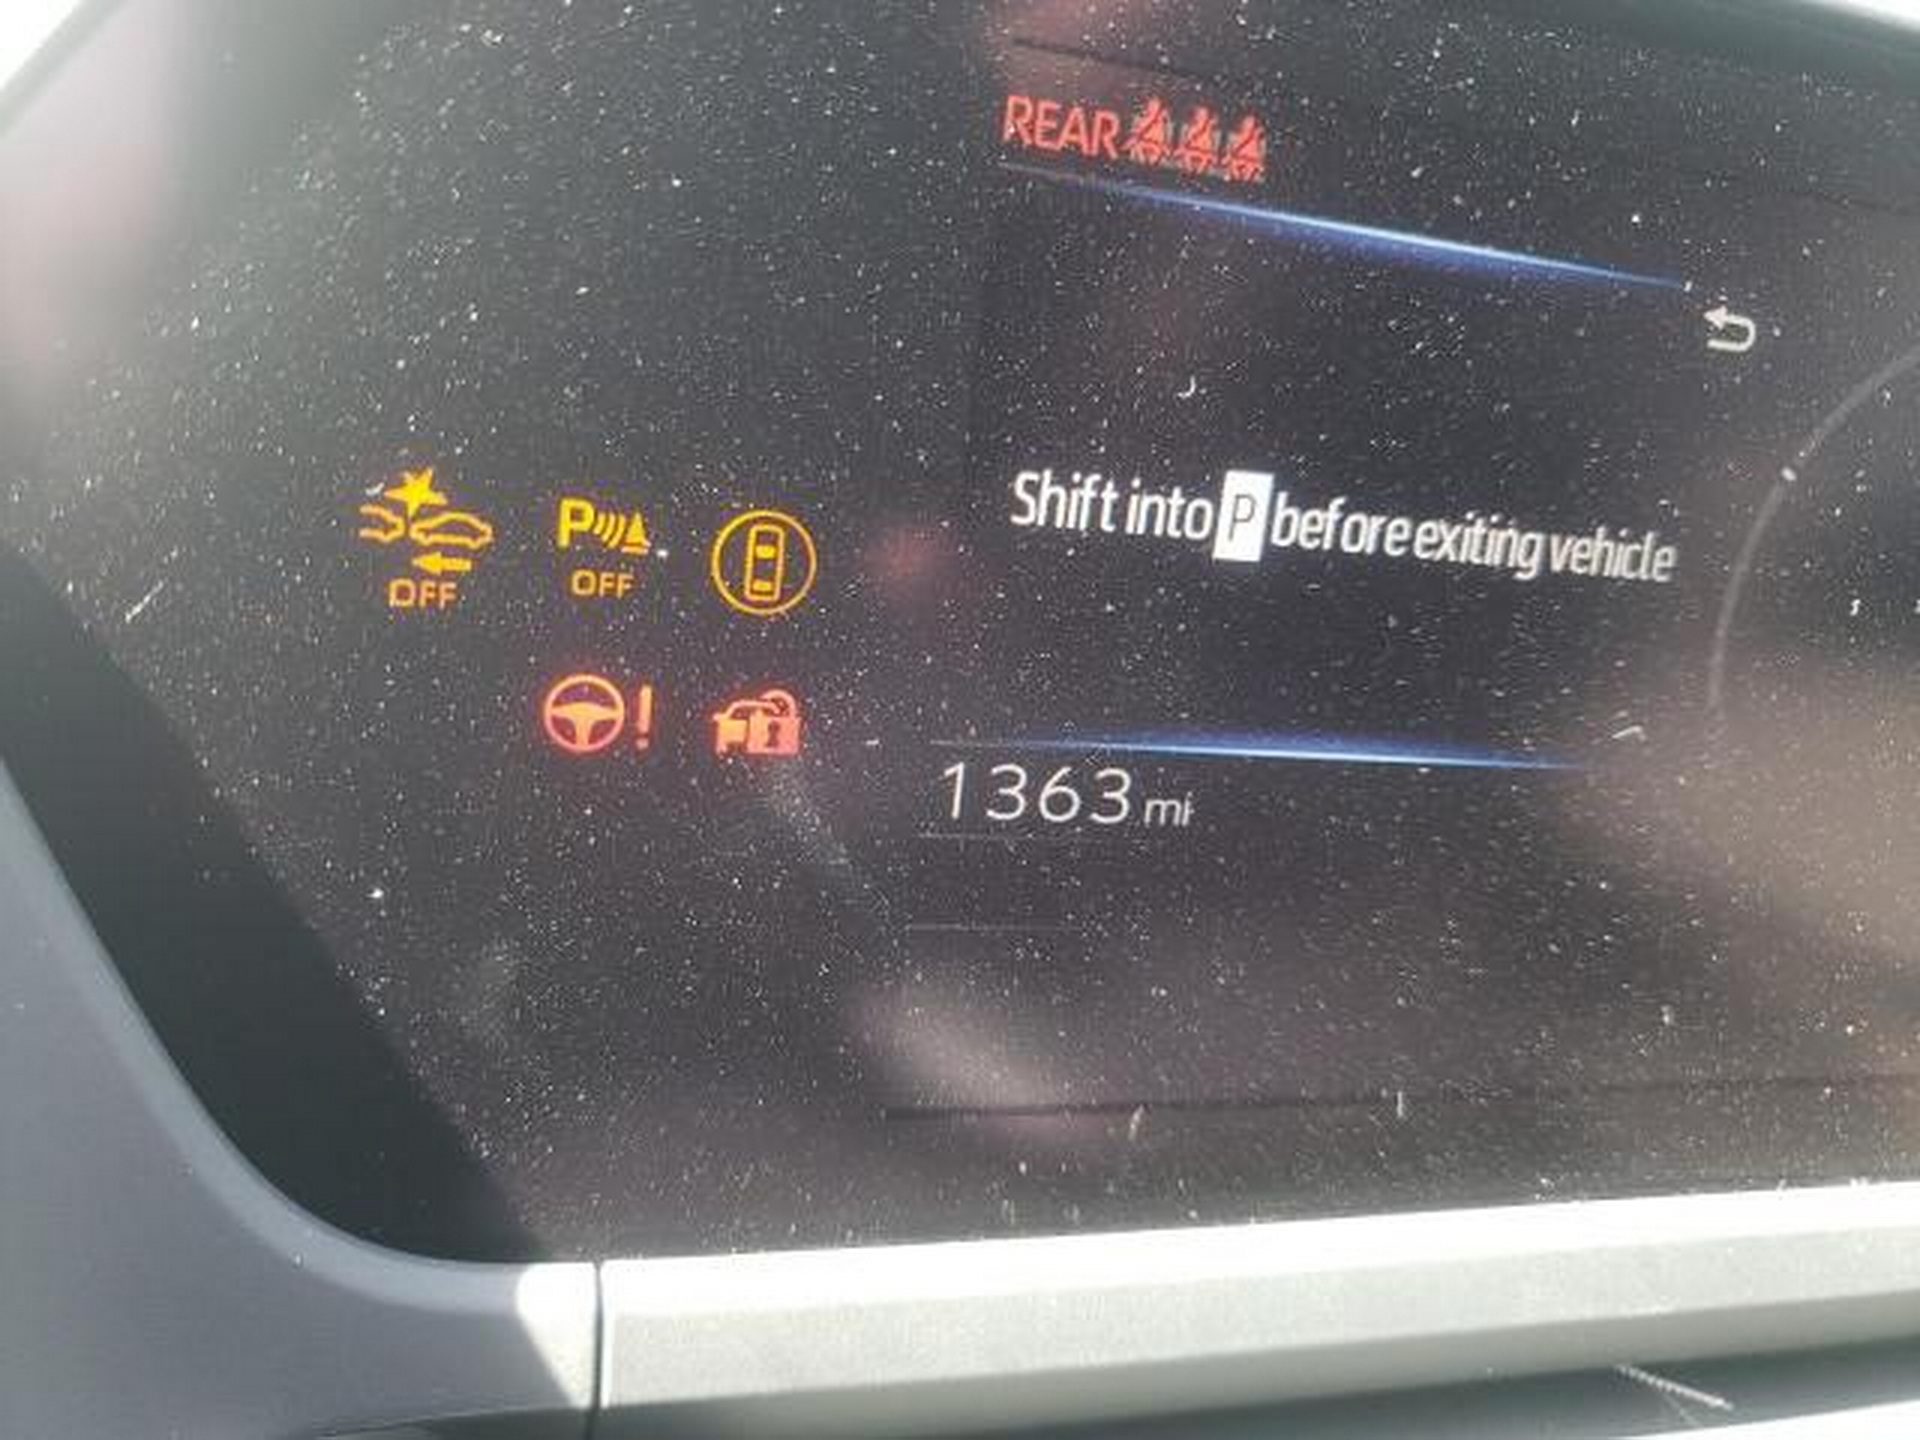 REAR
Shift into P before exiting vehicle
P
OFF
OFF
!
1363 mi